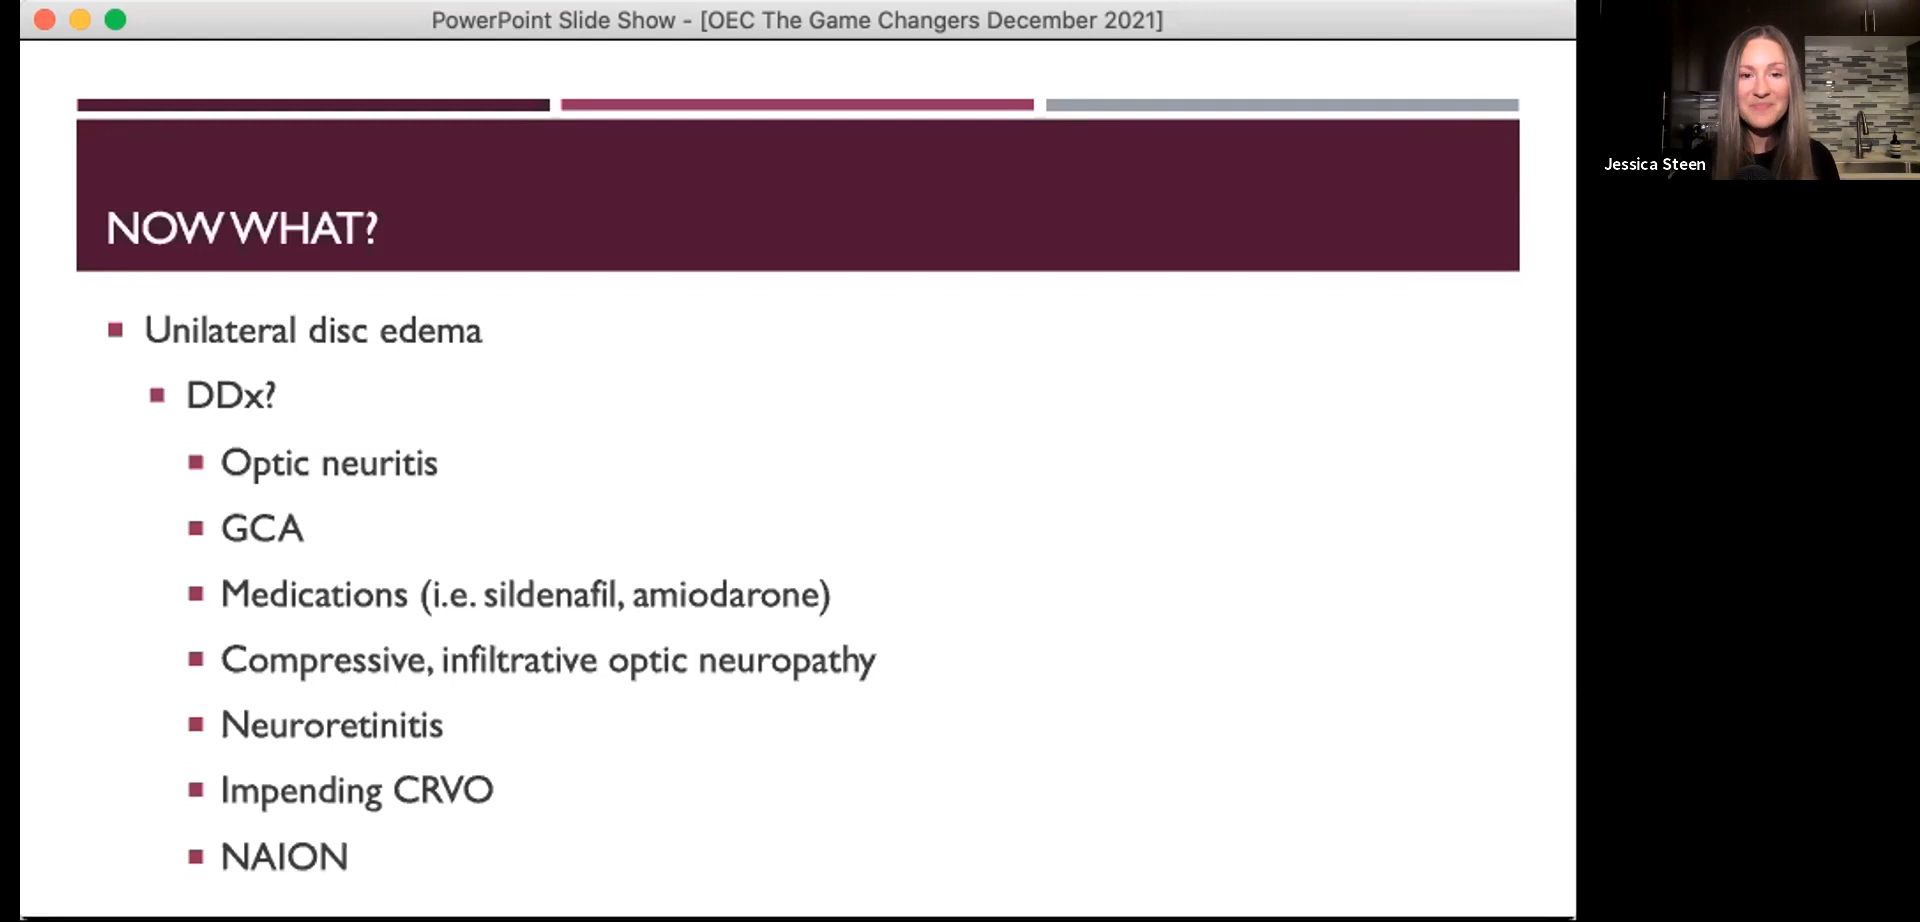 PowerPoint Slide Show - [OEC The Game Changers December 2021]
Jessica Steen
NOW WHAT?
Unilateral disc edema
DDx?
Optic neuritis
GCA
Medications (i.e. sildenafil, amiodarone)
Compressive, infiltrative optic neuropathy
Neuroretinitis
Impending CRVO
NAION